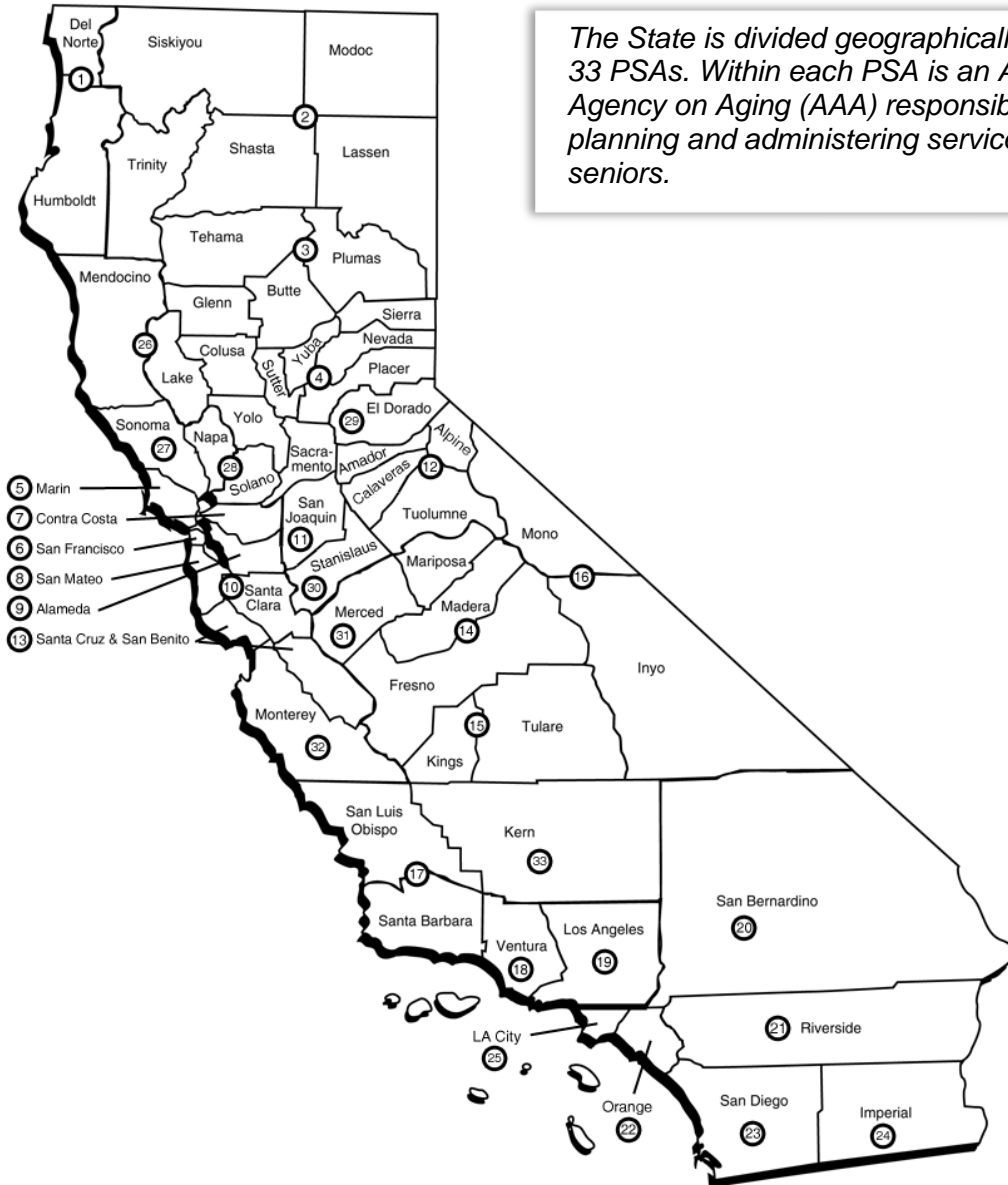 The State is divided geographically
33 PSAs. Within each PSA is an A
Agency on Aging (AAA) responsib
planning and administering service
seniors.
Del
Norte
Siskiyou
Modoc
1
2
Shasta
Lassen
Trinity
Humboldt
Tehama
3
Plumas
Mendocino
Butte
Glenn
Sierra
26
Colusa
Yuba
Nevada
Sutter
4
Placer
Lake
El Dorado
29
Sonoma
27
Napa
Yolo
28
Solano
Sacra-
mento
Amador
Alpine
Calaveras
12
5 Marin
7 Contra Costa
6 San Francisco
8 San Mateo
9 Alameda
13 Santa Cruz & San Benito
San
Joaquin
11
Tuolumne
Mono
Stanislaus
30
Mariposa
16
10
Santa
Clara
Merced
31
Madera
14
Inyo
Fresno
Monterey
32
15
Tulare
Kings
San Luis
Obispo
17
Kern
33
San Bernardino
20
Santa Barbara
Ventura
18
Los Angeles
19
LA City
25
21 Riverside
Orange
22
San Diego
23
Imperial
24